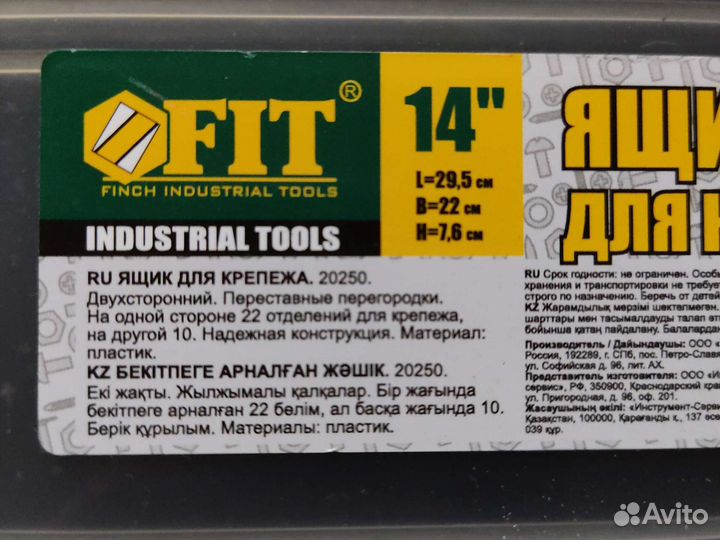 FIT®
FINCH INDUSTRIAL TOOLS
INDUSTRIAL TOOLS
14"
L=29,5 см
B=22 см
H=7,6 см
ЯЩИ
ДЛЯ
RU ЯЩИК ДЛЯ КРЕПЕЖА. 20250.
Двухсторонний. Переставные перегородки.
На одной стороне 22 отделений для крепежа,
на другой 10. Надежная конструкция. Материал:
пластик.
KZ БЕКІТПЕГЕ АРНАЛҒАН ЖӘШІК. 20250.
Екі жақты. Жылжымалы қалқалар. Бір жағында
бекітпеге арналған 22 бөлім, ал басқа жағында 10.
Берік құрылым. Материалы: пластик.
RU Срок годности: не ограничен. Особы
хранения и транспортировки не требует
строго по назначению. Беречь от детей
KZ Жарамдылық мерзімі шектелмеген.
шарттары мен тасымалдауды талап ет
бойынша қатаң пайдалану. Балалардан
Производитель / Дайындаушы: ООО «
Россия, 192289, г. СПб, пос. Петро-Слав
ул. Софийская д. 96, лит. АХ.
Представитель изготовителя: ООО «И
сервис», РФ, 350900, Краснодарский кра
ул. Пригородная, д. 96, оф. 201.
Жасаушының өкілі: «Инструмент-Серви
Қазақстан, 100000, Қарағанды қ., 137 өсе
039 құр.
Avito